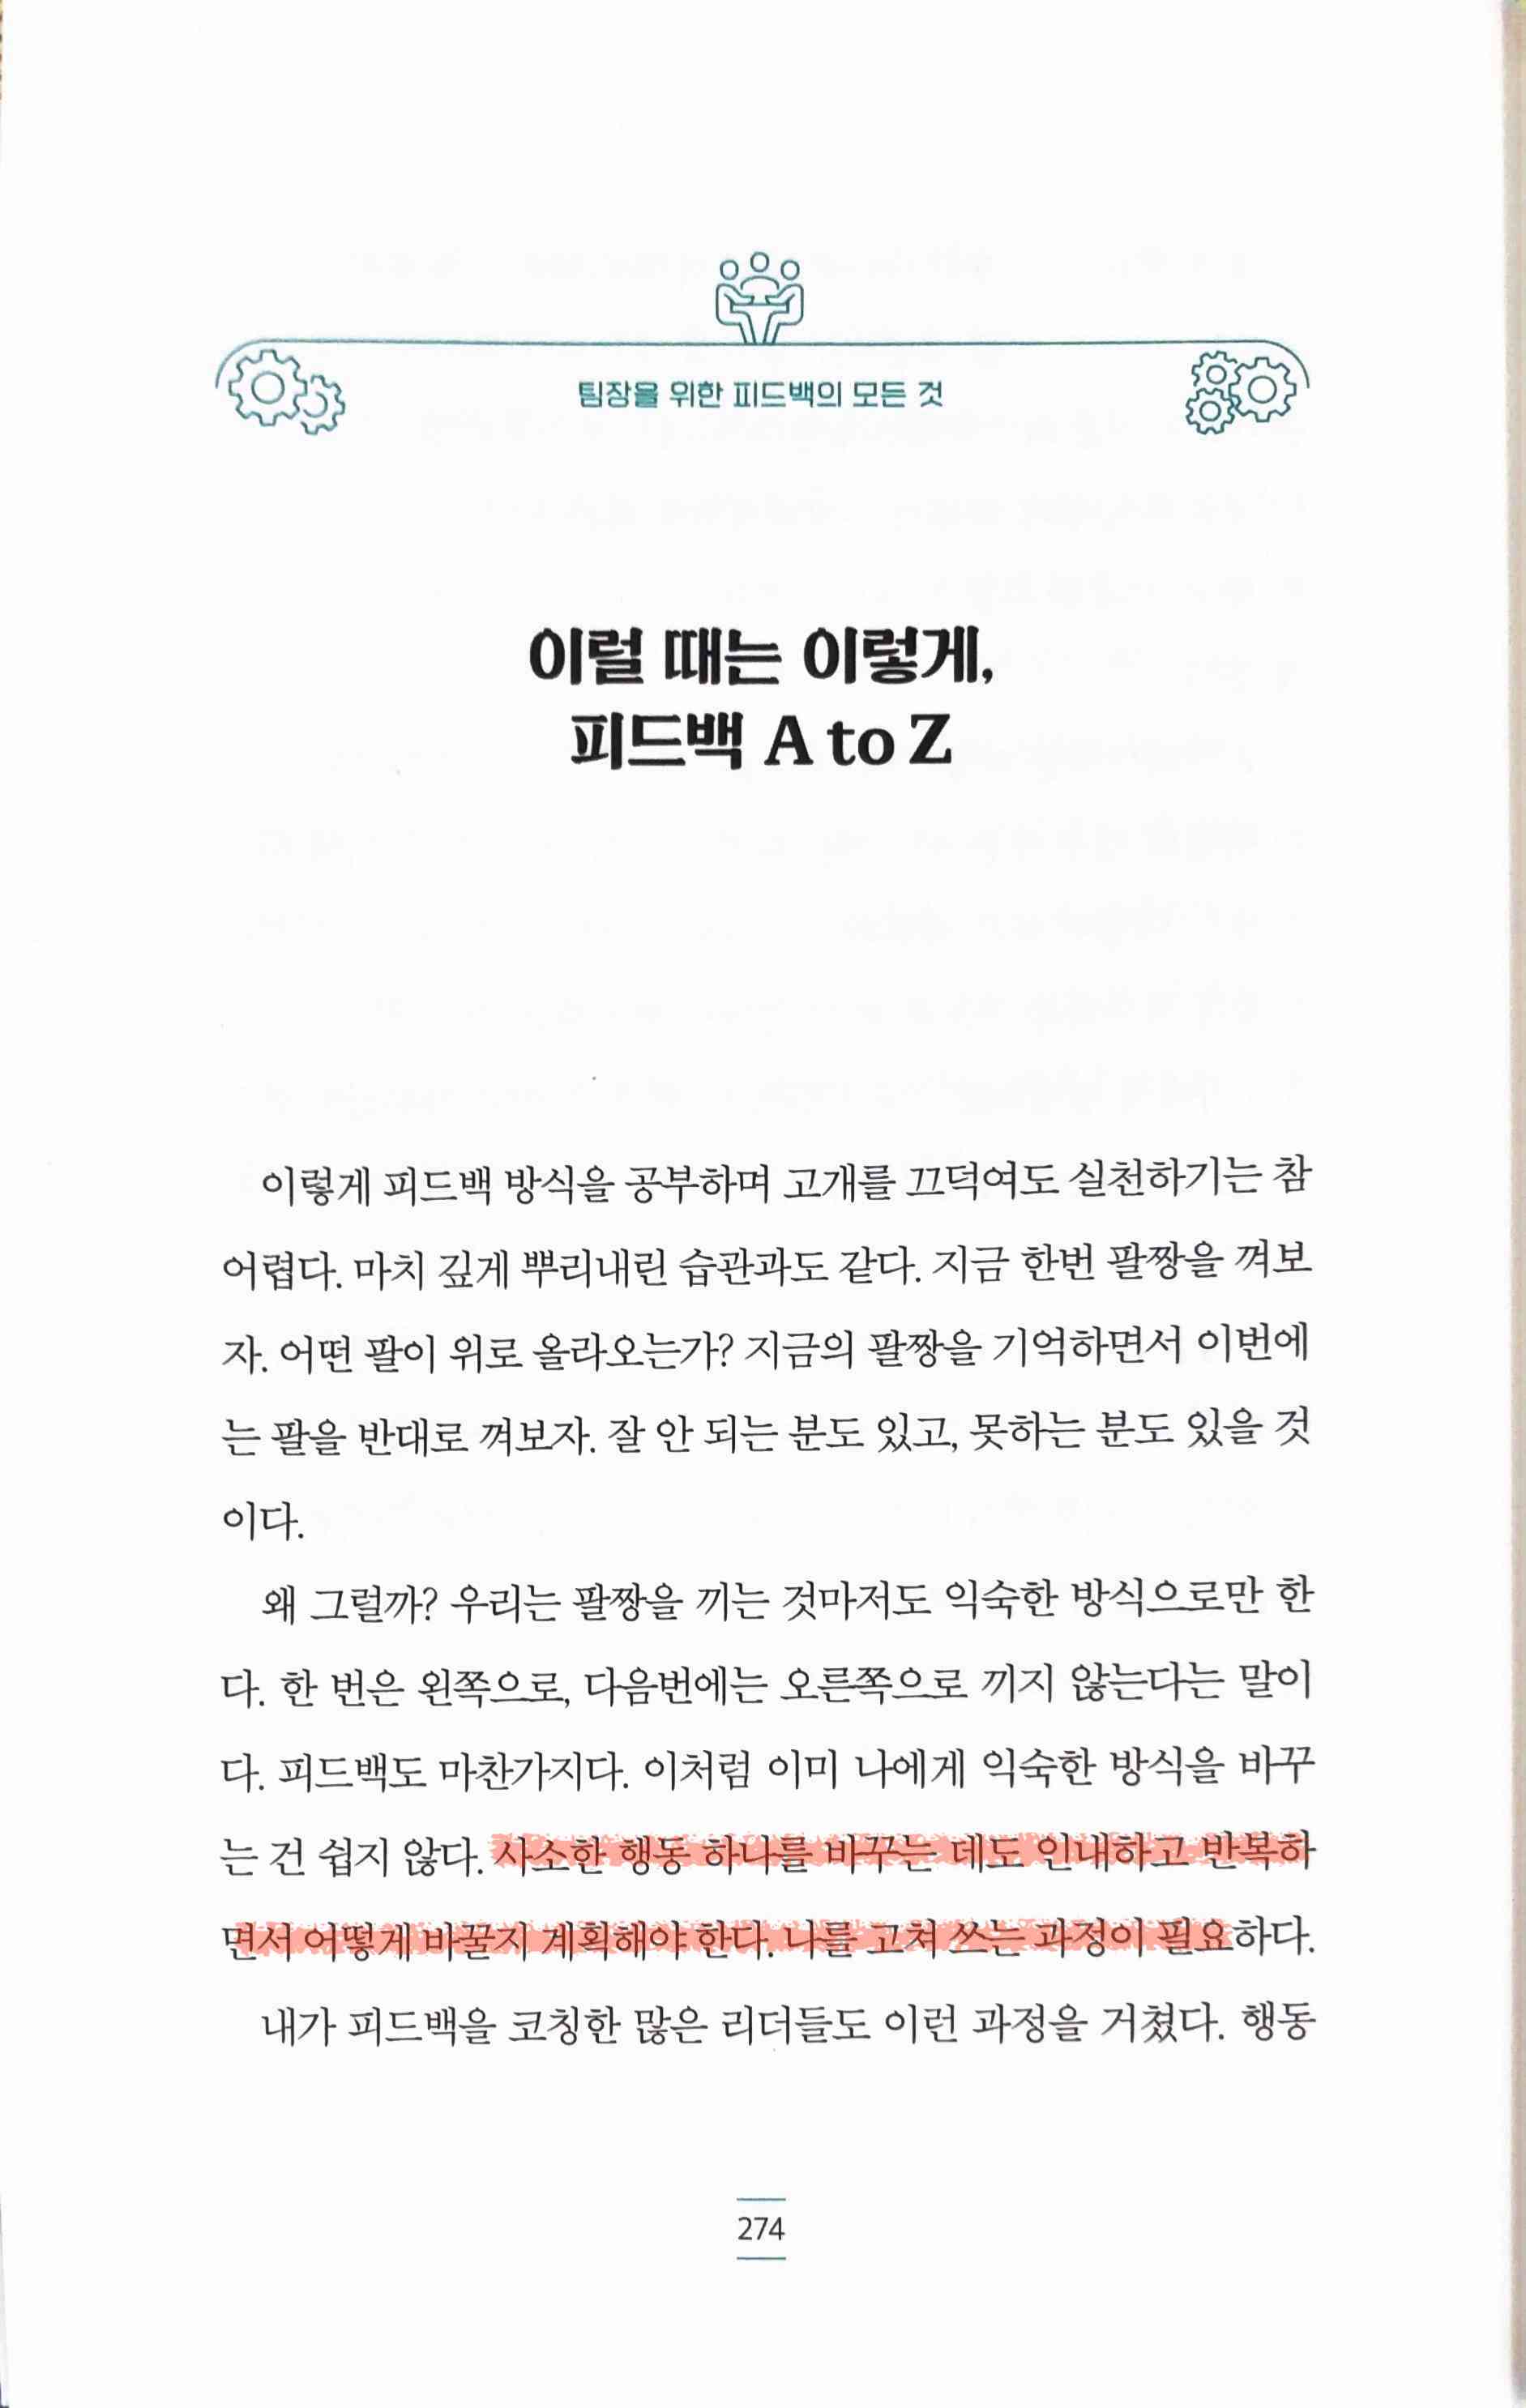 팀장을 위한 피드백의 모든 것
이럴 때는 이렇게,
피드백 A to Z
이렇게 피드백 방식을 공부하며 고개를 끄덕여도 실천하기는 참
어렵다. 마치 깊게 뿌리내린 습관과도 같다. 지금 한번 팔짱을 껴보
자. 어떤 팔이 위로 올라오는가? 지금의 팔짱을 기억하면서 이번에
는 팔을 반대로 껴보자. 잘 안 되는 분도 있고, 못하는 분도 있을 것
이다.
왜 그럴까? 우리는 팔짱을 끼는 것마저도 익숙한 방식으로만 한
다. 한 번은 왼쪽으로, 다음번에는 오른쪽으로 끼지 않는다는 말이
다. 피드백도 마찬가지다. 이처럼 이미 나에게 익숙한 방식을 바꾸
는 건 쉽지 않다. 사소한 행동 하나를 바꾸는 데도 인내하고 반복하
면서 어떻게 바꿀지 계획해야 한다. 나를 고쳐 쓰는 과정이 필요하다.
내가 피드백을 코칭한 많은 리더들도 이런 과정을 거쳤다. 행동
274